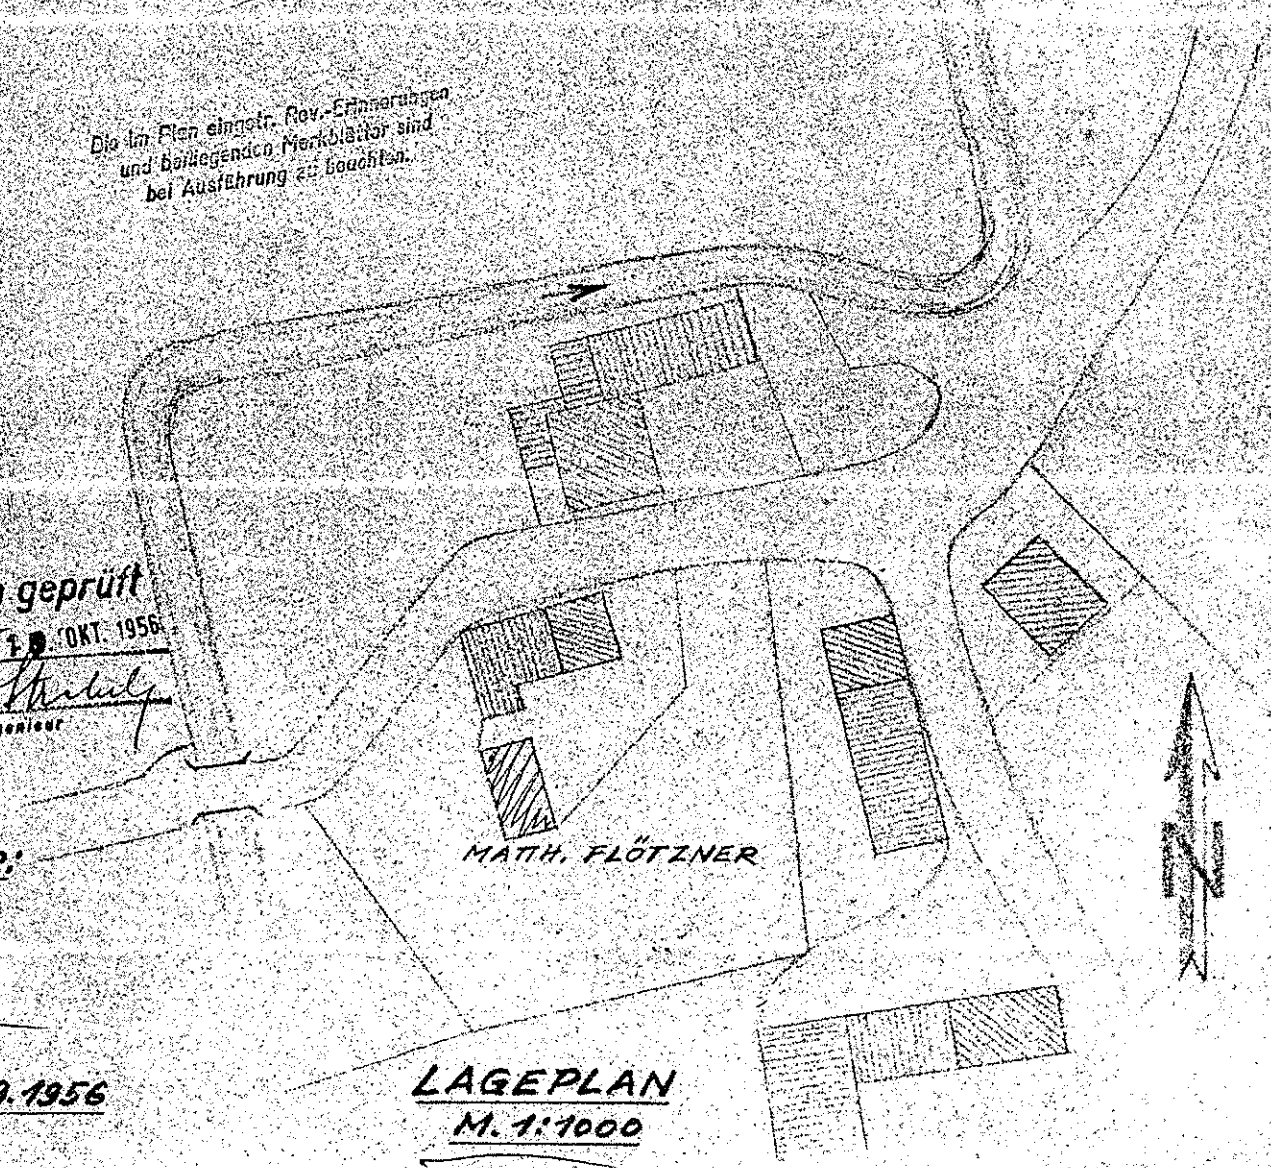 Die im Plan eingetr. Rev.-Erinnerungen
und beiliegenden Merkblätter sind
bei Ausführung zu beachten.
geprüft
OKT. 1956
MATTH. FLÖTZNER
N
9.1956
LAGEPLAN
M. 1:1000